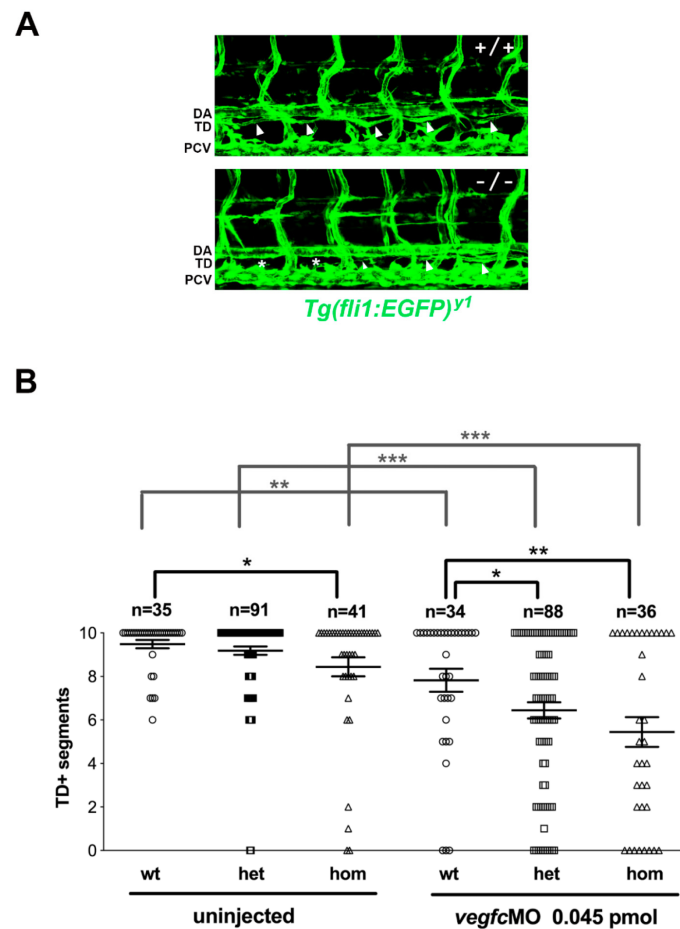 A
+/+
DA
TD
PCV
*
*
-/-
DA
TD
PCV
Tg(fli1:EGFP)y1
B
***
***
**
*
**
*
n=35 n=91 n=41 n=34 n=88 n=36
TD+ segments
10
8
6
4
2
0
wt het hom wt het hom
uninjected vegfcMO 0.045 pmol